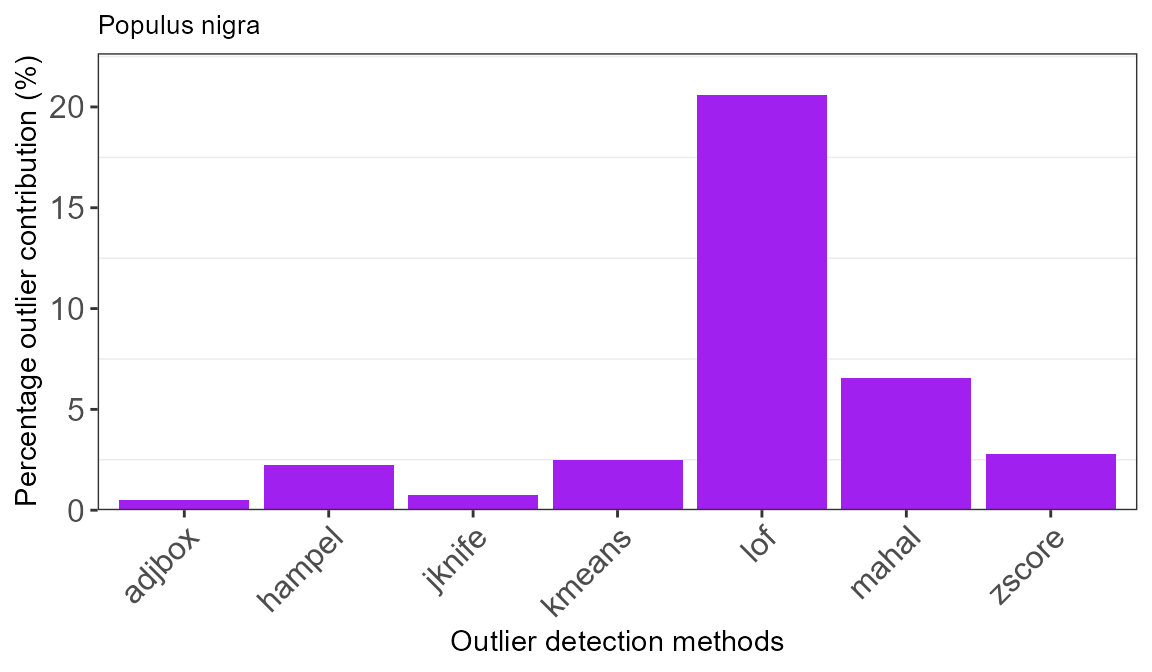 Populus nigra
Percentage outlier contribution (%)
20
15
10
5
0
adjbox
hampel
jknife
kmeans
lof
mahal
zscore
Outlier detection methods